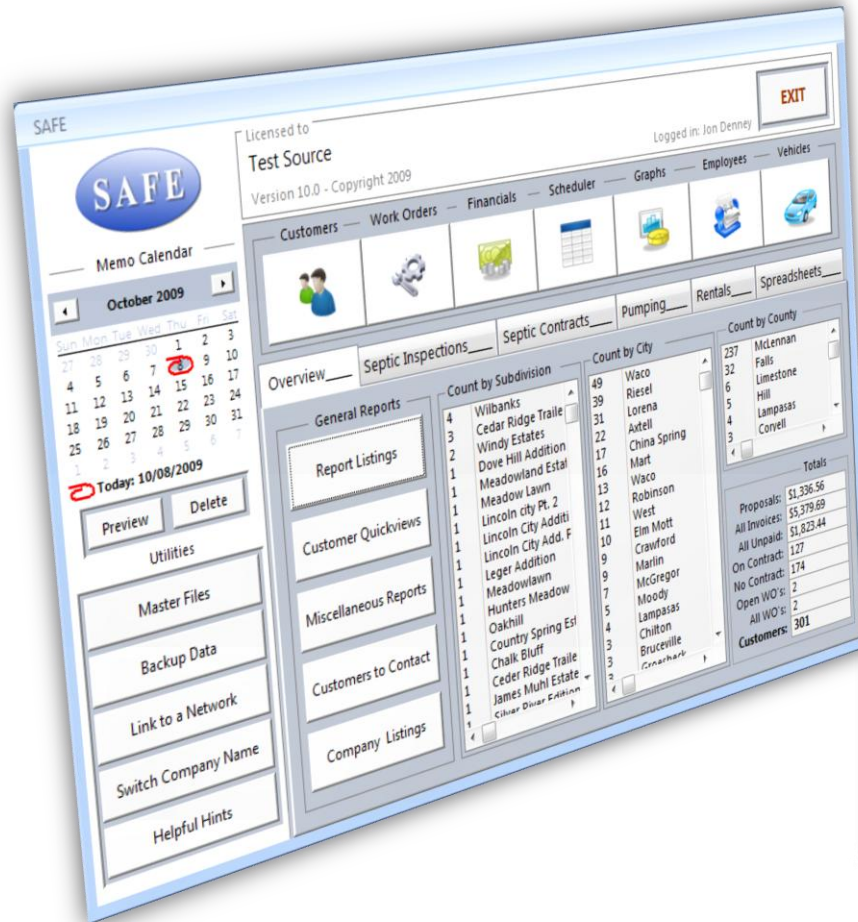 SAFE
SAFE
Licensed to
Test Source
Version 10.0 - Copyright 2009
Logged in: Jon Denney
EXIT
Customers
Work Orders
Financials
Scheduler
Graphs
Employees
Vehicles
Memo Calendar
October 2009
Sun Mon Tue Wed Thu Fri Sat
27 28 29 30 1 2 3
4 5 6 7 8 9 10
11 12 13 14 15 16 17
18 19 20 21 22 23 24
25 26 27 28 29 30 31
1 2 3 4 5 6 7
Today: 10/08/2009
Preview
Delete
Utilities
Master Files
Backup Data
Link to a Network
Switch Company Name
Helpful Hints
Overview
Septic Inspections
Septic Contracts
Pumping
Rentals
Spreadsheets
General Reports
Report Listings
Customer Quickviews
Miscellaneous Reports
Customers to Contact
Company Listings
Count by Subdivision
4 Wilbanks
3 Cedar Ridge Traile
2 Windy Estates
1 Dove Hill Addition
1 Meadowland Estat
1 Meadow Lawn
1 Lincoln city Pt. 2
1 Lincoln City Additi
1 Lincoln City Add. F
1 Leger Addition
1 Meadowlawn
1 Hunters Meadow
1 Oakhill
1 Country Spring Est
1 Chalk Bluff
1 Ceder Ridge Traile
1 James Muhl Estate
1 Silver River Edition
Count by City
49 Waco
39 Riesel
31 Lorena
22 Axtell
17 China Spring
16 Mart
13 Waco
12 Robinson
12 West
11 Elm Mott
10 Crawford
9 Marlin
9 McGregor
7 Moody
5 Lampasas
4 Chilton
3 Bruceville
3 Groerbeck
Count by County
237 McLennan
32 Falls
6 Limestone
5 Hill
4 Lampasas
3 Coryell
Totals
Proposals: $1,336.56
All Invoices: $5,379.69
All Unpaid: $1,823.44
On Contract: 127
No Contract: 174
Open WO's: 2
All WO's: 2
Customers: 301